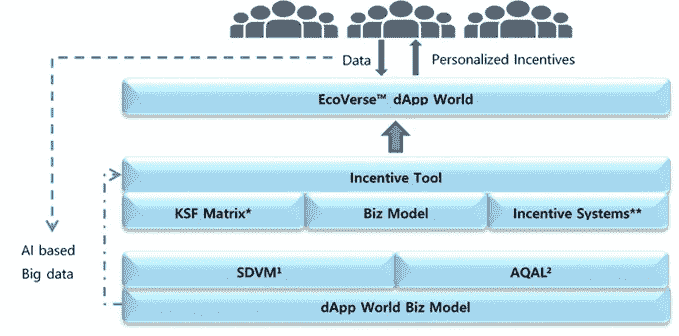 Data
Personalized Incentives
EcoVerse™ dApp World
Incentive Tool
KSF Matrix*
Biz Model
Incentive Systems**
AI based
Big data
SDVM¹
AQAL²
dApp World Biz Model